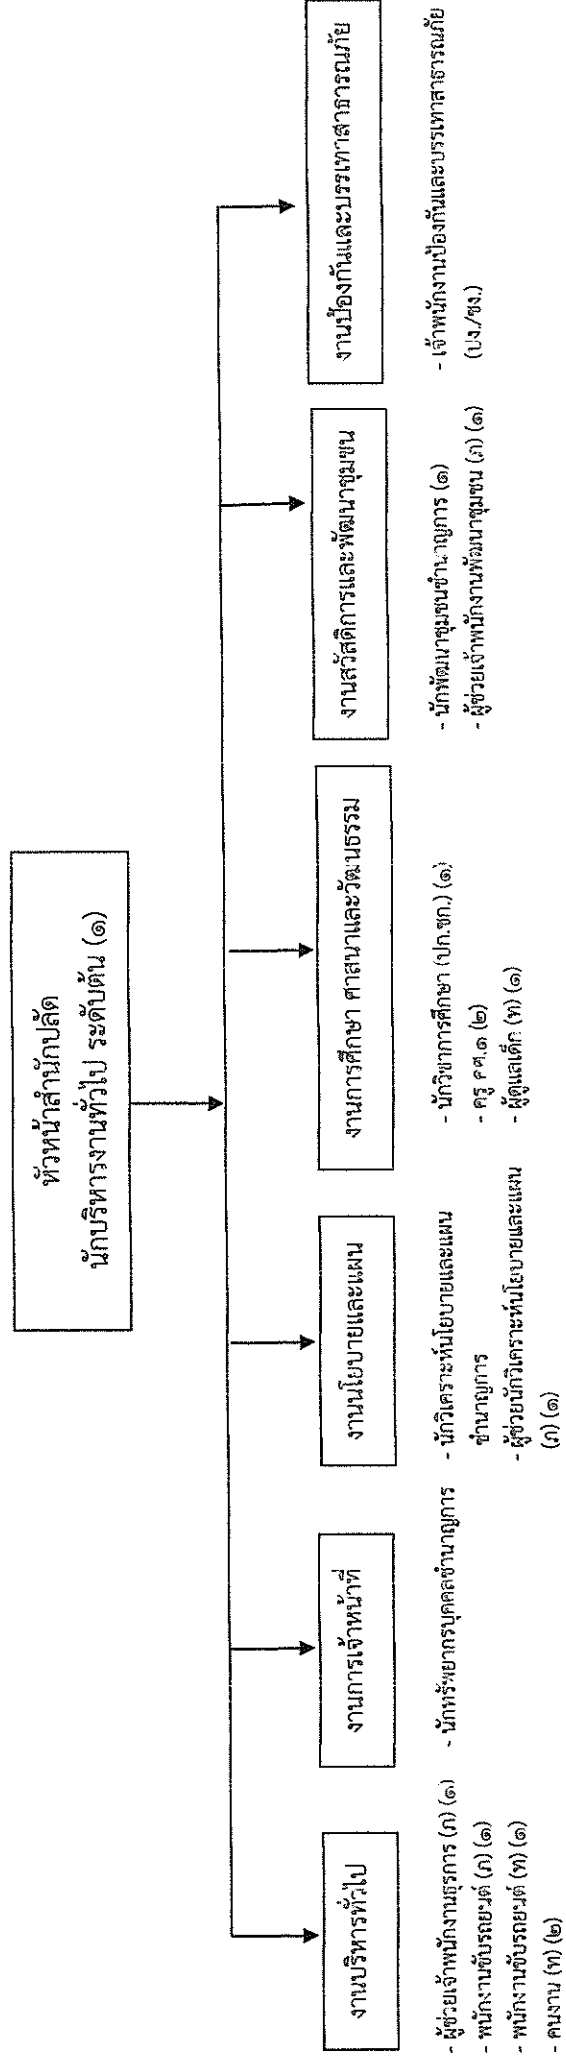 หัวหน้าสำนักปลัด
นักบริหารงานทั่วไป ระดับต้น (๑)
งานบริหารทั่วไป
- ผู้ช่วยเจ้าพนักงานธุรการ (ภ) (๑)
- พนักงานขับรถยนต์ (ภ) (๑)
- พนักงานขับรถยนต์ (ท) (๑)
- คนงาน (ท) (๒)
งานการเจ้าหน้าที่
- นักทรัพยากรบุคคลชำนาญการ
งานนโยบายและแผน
- นักวิเคราะห์นโยบายและแผน
ชำนาญการ
- ผู้ช่วยนักวิเคราะห์นโยบายและแผน
(ภ) (๑)
งานการศึกษา ศาสนาและวัฒนธรรม
- นักวิชาการศึกษา (ปก.ชก.) (๑)
- ครู คศ.๑ (๒)
- ผู้ดูแลเด็ก (ท) (๑)
งานสวัสดิการและพัฒนาชุมชน
- นักพัฒนาชุมชนชำนาญการ (๑)
- ผู้ช่วยเจ้าพนักงานพัฒนาชุมชน (ภ) (๑)
งานป้องกันและบรรเทาสาธารณภัย
- เจ้าพนักงานป้องกันและบรรเทาสาธารณภัย
(ปง./ชง.)